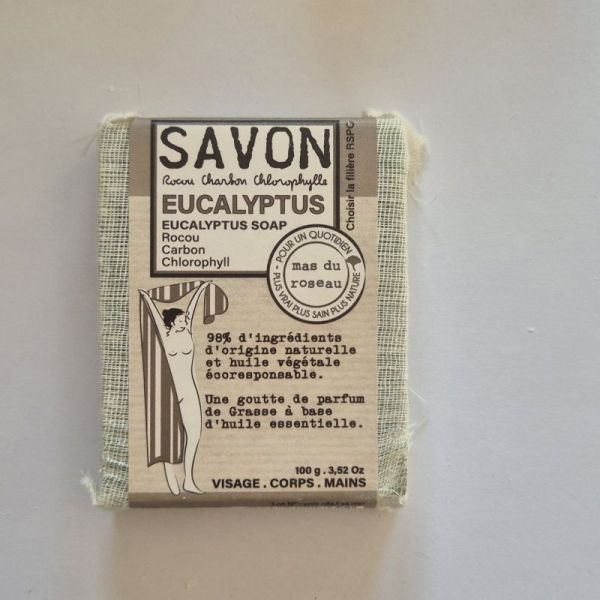 SAVON
Rocou Charbon Chlorophylle
EUCALYPTUS
EUCALYPTUS SOAP
Rocou
Carbon
Chlorophyll
Choisir la filière RSPO
POUR UN QUOTIDIEN
mas du
roseau
PLUS VRAI PLUS SAIN PLUS NATURE
98% d'ingrédients
d'origine naturelle
et huile végétale
écoresponsable.
Une goutte de parfum
de Grasse à base
d'huile essentielle.
100 g . 3,52 Oz
VISAGE . CORPS . MAINS